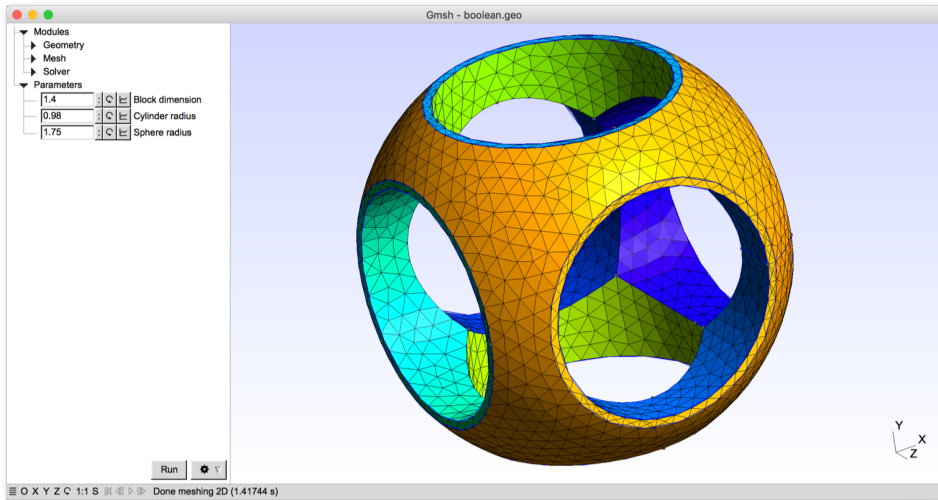 Gmsh - boolean.geo
Modules
Geometry
Mesh
Solver
Parameters
1.4 Block dimension
0.98 Cylinder radius
1.75 Sphere radius
Y
X
Z
Run
O X Y Z 1:1 S Done meshing 2D (1.41744 s)